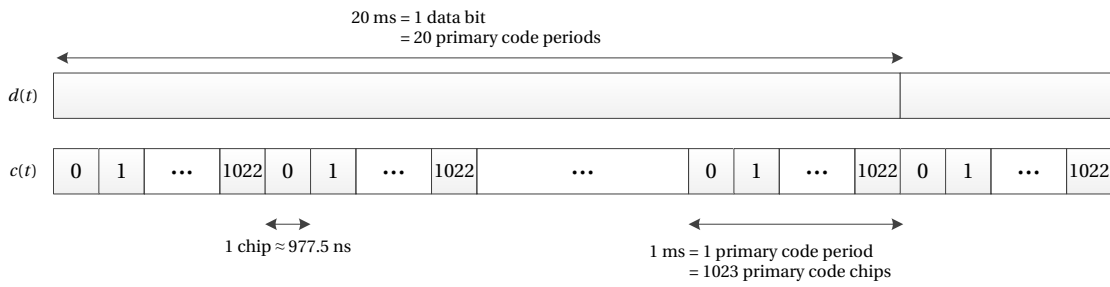 20 ms = 1 data bit
= 20 primary code periods
d(t)
c(t) 0 1 ... 1022 0 1 ... 1022 ... 0 1 ... 1022 0 1 ... 1022
1 chip ≈ 977.5 ns
1 ms = 1 primary code period
= 1023 primary code chips